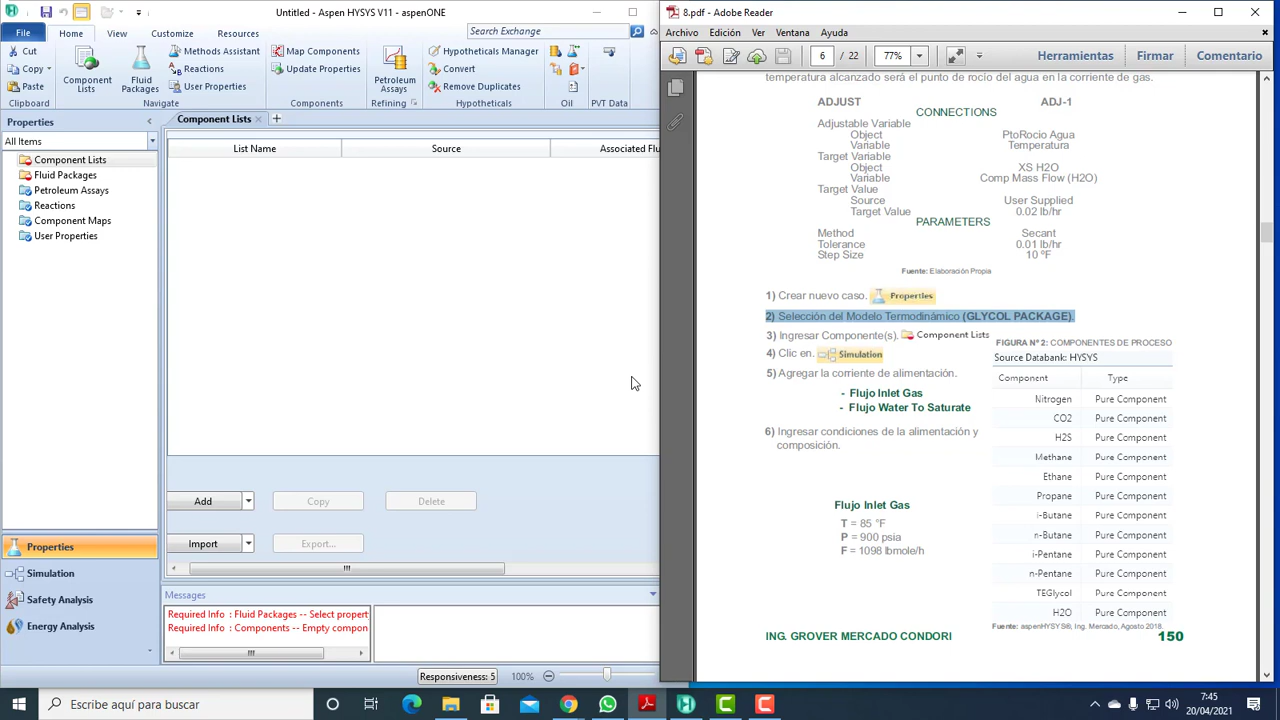 Untitled - Aspen HYSYS V11 - aspenONE
File
Home
View
Customize
Resources
Search Exchange
Cut
Copy
Paste
Clipboard
Component Lists
Fluid Packages
Methods Assistant
Reactions
User Properties
Navigate
Map Components
Update Properties
Components
Petroleum Assays
Refining
Hypotheticals Manager
Convert
Remove Duplicates
Hypotheticals
Oil
PVT Data
Properties
All Items
Component Lists
Fluid Packages
Petroleum Assays
Reactions
Component Maps
User Properties
Properties
Simulation
Safety Analysis
Energy Analysis
Component Lists
List Name
Source
Associated Flu
Add
Copy
Delete
Import
Export...
Messages
Required Info : Fluid Packages -- Select propert
Required Info : Components -- Empty compon
Responsiveness: 5
100%
8.pdf - Adobe Reader
Archivo Edición Ver Ventana Ayuda
6 / 22
77%
Herramientas
Firmar
Comentario
temperatura alcanzado será el punto de rocío del agua en la corriente de gas.
ADJUST ADJ-1
CONNECTIONS
Adjustable Variable
Object PtoRocio Agua
Variable Temperatura
Target Variable
Object XS H2O
Variable Comp Mass Flow (H2O)
Target Value
Source User Supplied
Target Value 0.02 lb/hr
PARAMETERS
Method Secant
Tolerance 0.01 lb/hr
Step Size 10 ºF
Fuente: Elaboración Propia
1) Crear nuevo caso. Properties
2) Selección del Modelo Termodinámico (GLYCOL PACKAGE).
3) Ingresar Componente(s). Component Lists
4) Clic en. Simulation
5) Agregar la corriente de alimentación.
- Flujo Inlet Gas
- Flujo Water To Saturate
6) Ingresar condiciones de la alimentación y
composición.
Flujo Inlet Gas
T = 85 °F
P = 900 psia
F = 1098 lbmole/h
FIGURA Nº 2: COMPONENTES DE PROCESO
Source Databank: HYSYS
Component Type
Nitrogen Pure Component
CO2 Pure Component
H2S Pure Component
Methane Pure Component
Ethane Pure Component
Propane Pure Component
i-Butane Pure Component
n-Butane Pure Component
i-Pentane Pure Component
n-Pentane Pure Component
TEGlycol Pure Component
H2O Pure Component
Fuente: aspenHYSYS®, Ing. Mercado, Agosto 2018.
ING. GROVER MERCADO CONDORI 150
Escribe aquí para buscar
7:45
20/04/2021